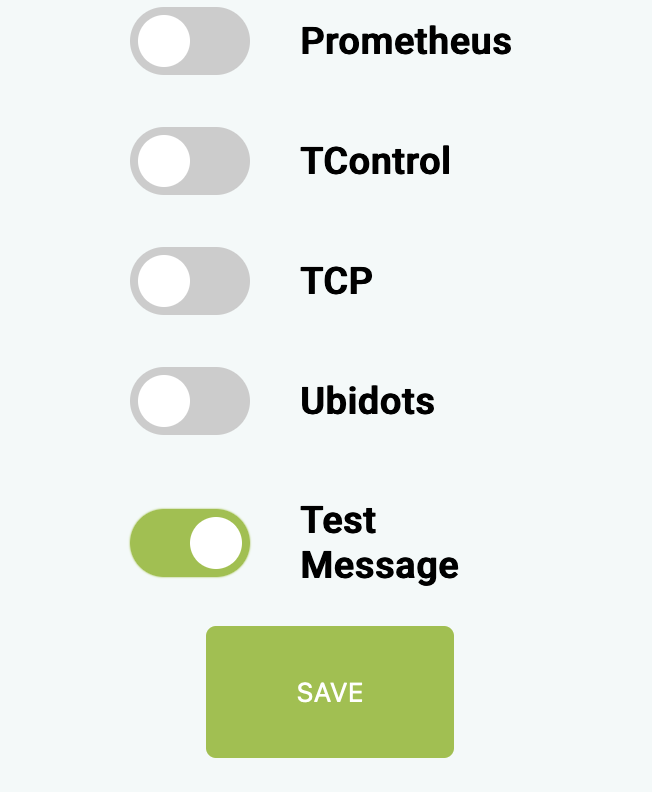 Prometheus
TControl
TCP
Ubidots
Test
Message
SAVE